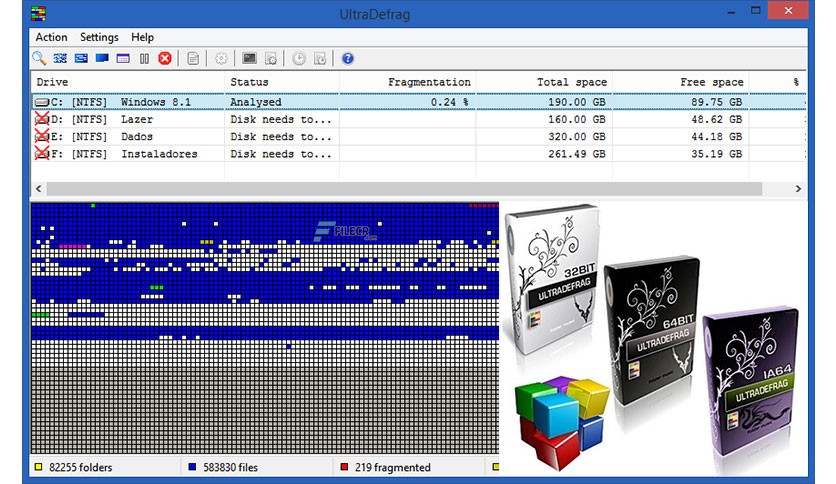 UltraDefrag
Action Settings Help
Drive Status Fragmentation Total space Free space %
C: [NTFS] Windows 8.1 Analysed 0.24 % 190.00 GB 89.75 GB
D: [NTFS] Lazer Disk needs to... 160.00 GB 48.62 GB
E: [NTFS] Dados Disk needs to... 320.00 GB 44.18 GB
F: [NTFS] Instaladores Disk needs to... 261.49 GB 35.19 GB
FILECR
.com
32BIT
ULTRADEFRAG
64BIT
ULTRADEFRAG
IA64
ULTRADEFRAG
82255 folders 583830 files 219 fragmented